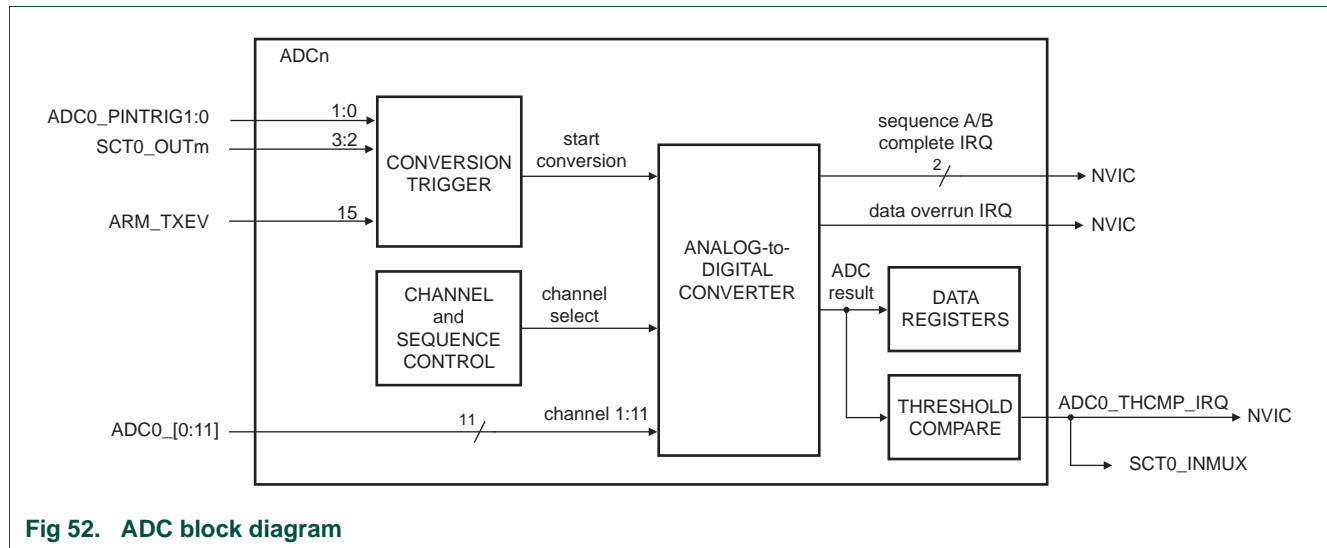 ADCn
ADC0_PINTRIG1:0
1:0
SCT0_OUTm
3:2
ARM_TXEV
15
CONVERSION
TRIGGER
start
conversion
CHANNEL
and
SEQUENCE
CONTROL
channel
select
ADC0_[0:11]
11
channel 1:11
ANALOG-to-
DIGITAL
CONVERTER
sequence A/B
complete IRQ
2
NVIC
data overrun IRQ
NVIC
ADC
result
DATA
REGISTERS
THRESHOLD
COMPARE
ADC0_THCMP_IRQ
NVIC
SCT0_INMUX
Fig 52. ADC block diagram